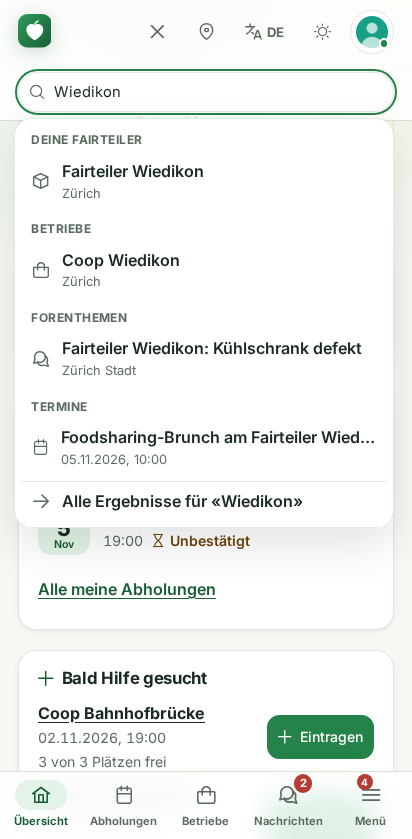 DE
Wiedikon
DEINE FAIRTEILER
Fairteiler Wiedikon
Zürich
BETRIEBE
Coop Wiedikon
Zürich
FORENTHEMEN
Fairteiler Wiedikon: Kühlschrank defekt
Zürich Stadt
TERMINE
Foodsharing-Brunch am Fairteiler Wied...
05.11.2026, 10:00
Alle Ergebnisse für «Wiedikon»
5
Nov
19:00 Unbestätigt
Alle meine Abholungen
Bald Hilfe gesucht
Coop Bahnhofbrücke
02.11.2026, 19:00
3 von 3 Plätzen frei
Eintragen
2
4
Übersicht Abholungen Betriebe Nachrichten Menü